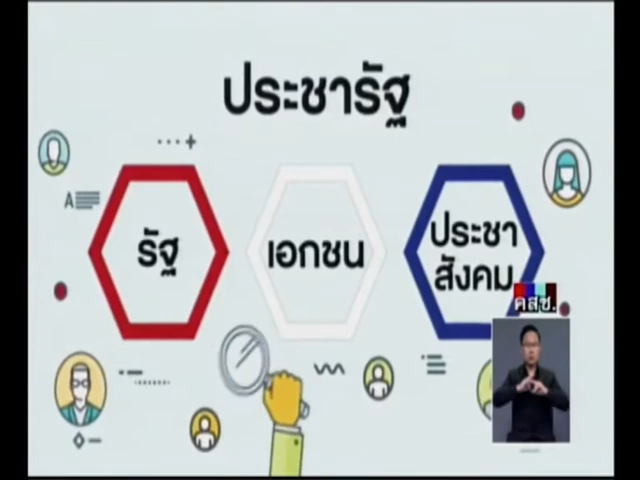 ประชารัฐ
รัฐ
เอกชน
ประชา
สังคม
คสช.
A